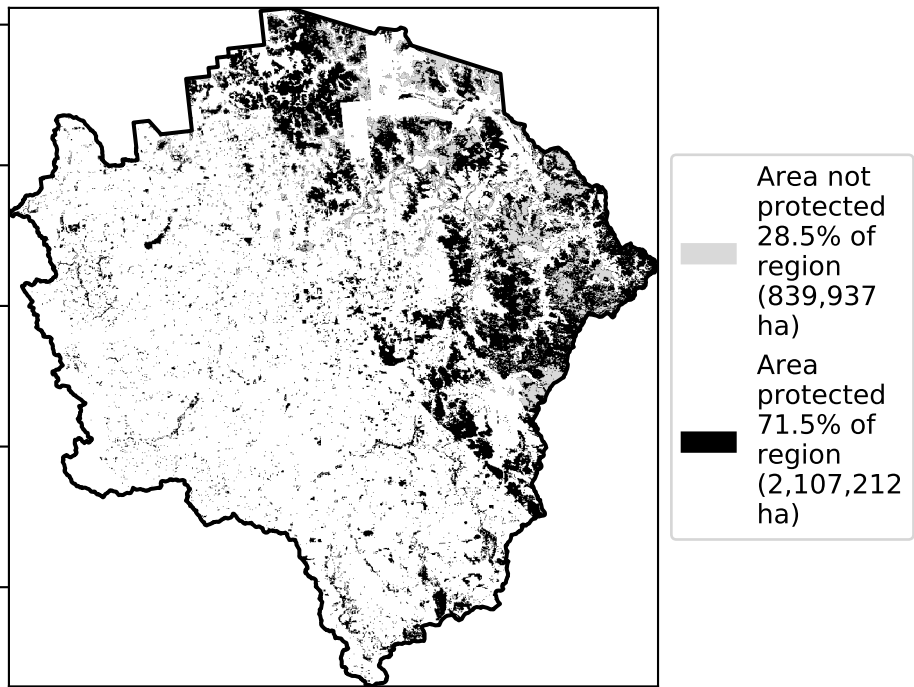 Area not
protected
28.5% of
region
(839,937
ha)
Area
protected
71.5% of
region
(2,107,212
ha)